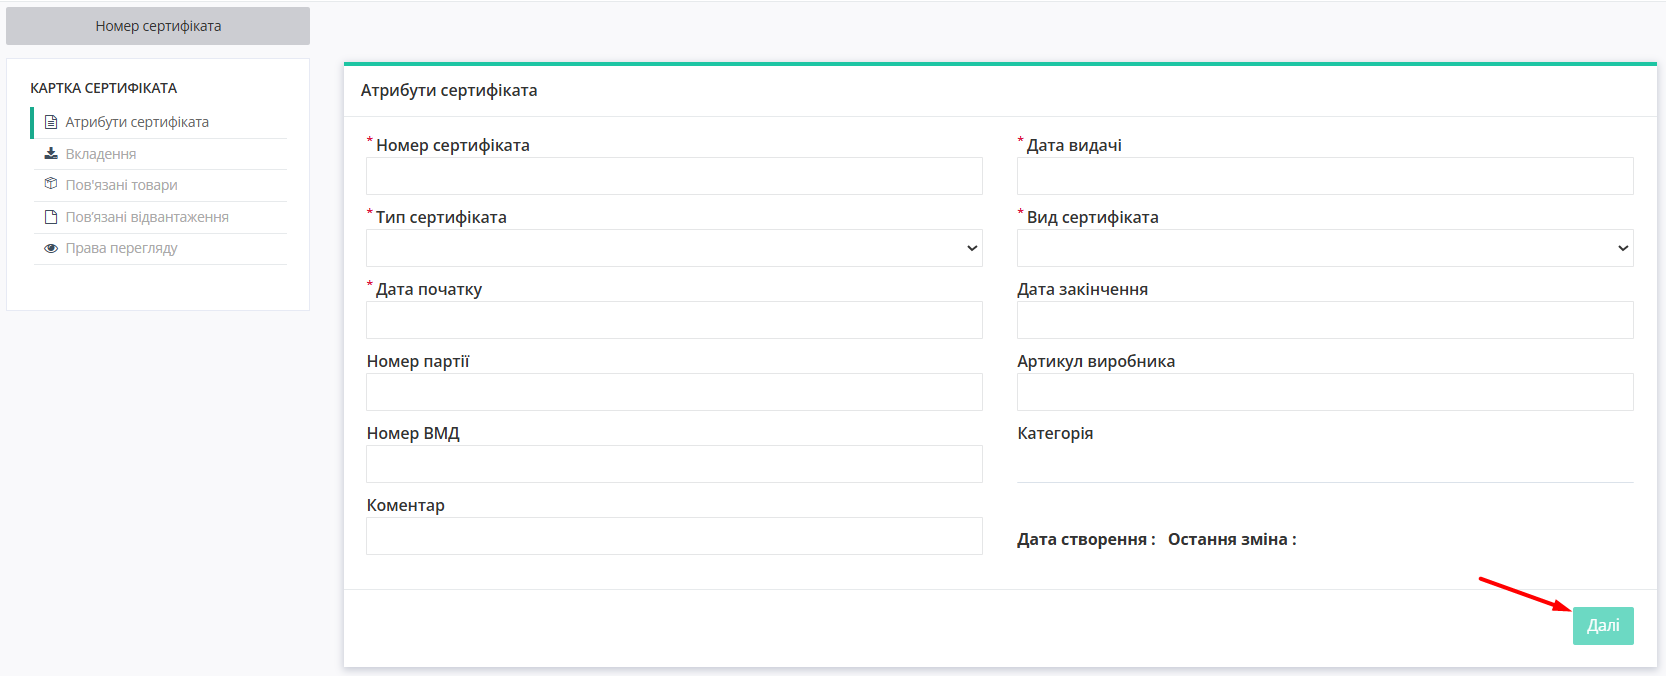 Номер сертифіката
КАРТКА СЕРТИФІКАТА
Атрибути сертифіката
Вкладення
Пов'язані товари
Пов'язані відвантаження
Права перегляду
Атрибути сертифіката
* Номер сертифіката
* Дата видачі
* Тип сертифіката
* Вид сертифіката
* Дата початку
Дата закінчення
Номер партії
Артикул виробника
Номер ВМД
Категорія
Коментар
Дата створення : Остання зміна :
Далі